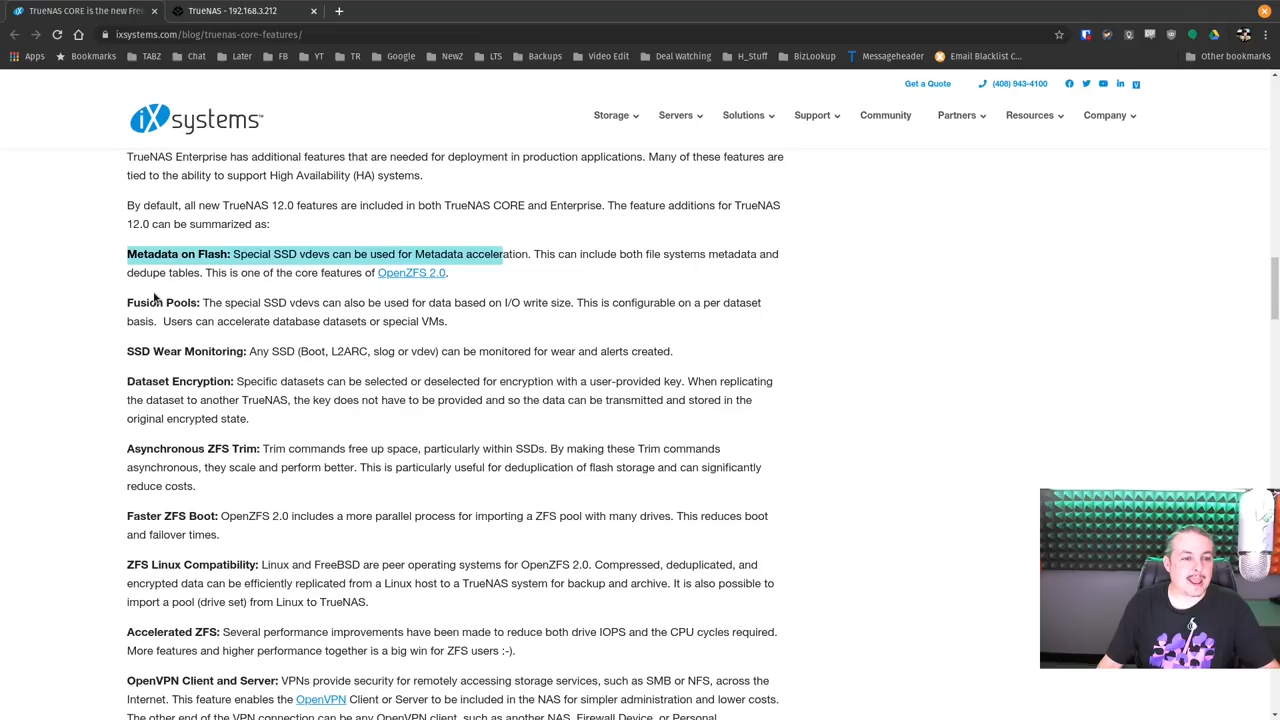 TrueNAS CORE is the new Free
TrueNAS - 192.168.3.212
ixsystems.com/blog/truenas-core-features/
Apps
Bookmarks
TABZ
Chat
Later
FB
YT
TR
Google
NewZ
LTS
Backups
Video Edit
Deal Watching
H_Stuff
BizLookup
Messageheader
Email Blacklist C...
Other bookmarks
Get a Quote
(408) 943-4100
iXsystems
Storage
Servers
Solutions
Support
Community
Partners
Resources
Company
TrueNAS Enterprise has additional features that are needed for deployment in production applications. Many of these features are
tied to the ability to support High Availability (HA) systems.
By default, all new TrueNAS 12.0 features are included in both TrueNAS CORE and Enterprise. The feature additions for TrueNAS
12.0 can be summarized as:
Metadata on Flash: Special SSD vdevs can be used for Metadata acceleration. This can include both file systems metadata and
dedupe tables. This is one of the core features of OpenZFS 2.0.
Fusion Pools: The special SSD vdevs can also be used for data based on I/O write size. This is configurable on a per dataset
basis. Users can accelerate database datasets or special VMs.
SSD Wear Monitoring: Any SSD (Boot, L2ARC, slog or vdev) can be monitored for wear and alerts created.
Dataset Encryption: Specific datasets can be selected or deselected for encryption with a user-provided key. When replicating
the dataset to another TrueNAS, the key does not have to be provided and so the data can be transmitted and stored in the
original encrypted state.
Asynchronous ZFS Trim: Trim commands free up space, particularly within SSDs. By making these Trim commands
asynchronous, they scale and perform better. This is particularly useful for deduplication of flash storage and can significantly
reduce costs.
Faster ZFS Boot: OpenZFS 2.0 includes a more parallel process for importing a ZFS pool with many drives. This reduces boot
and failover times.
ZFS Linux Compatibility: Linux and FreeBSD are peer operating systems for OpenZFS 2.0. Compressed, deduplicated, and
encrypted data can be efficiently replicated from a Linux host to a TrueNAS system for backup and archive. It is also possible to
import a pool (drive set) from Linux to TrueNAS.
Accelerated ZFS: Several performance improvements have been made to reduce both drive IOPS and the CPU cycles required.
More features and higher performance together is a big win for ZFS users :-).
OpenVPN Client and Server: VPNs provide security for remotely accessing storage services, such as SMB or NFS, across the
Internet. This feature enables the OpenVPN Client or Server to be included in the NAS for simpler administration and lower costs.
The other end of the VPN connection can be any OpenVPN client, such as another NAS, Firewall Device, or Personal